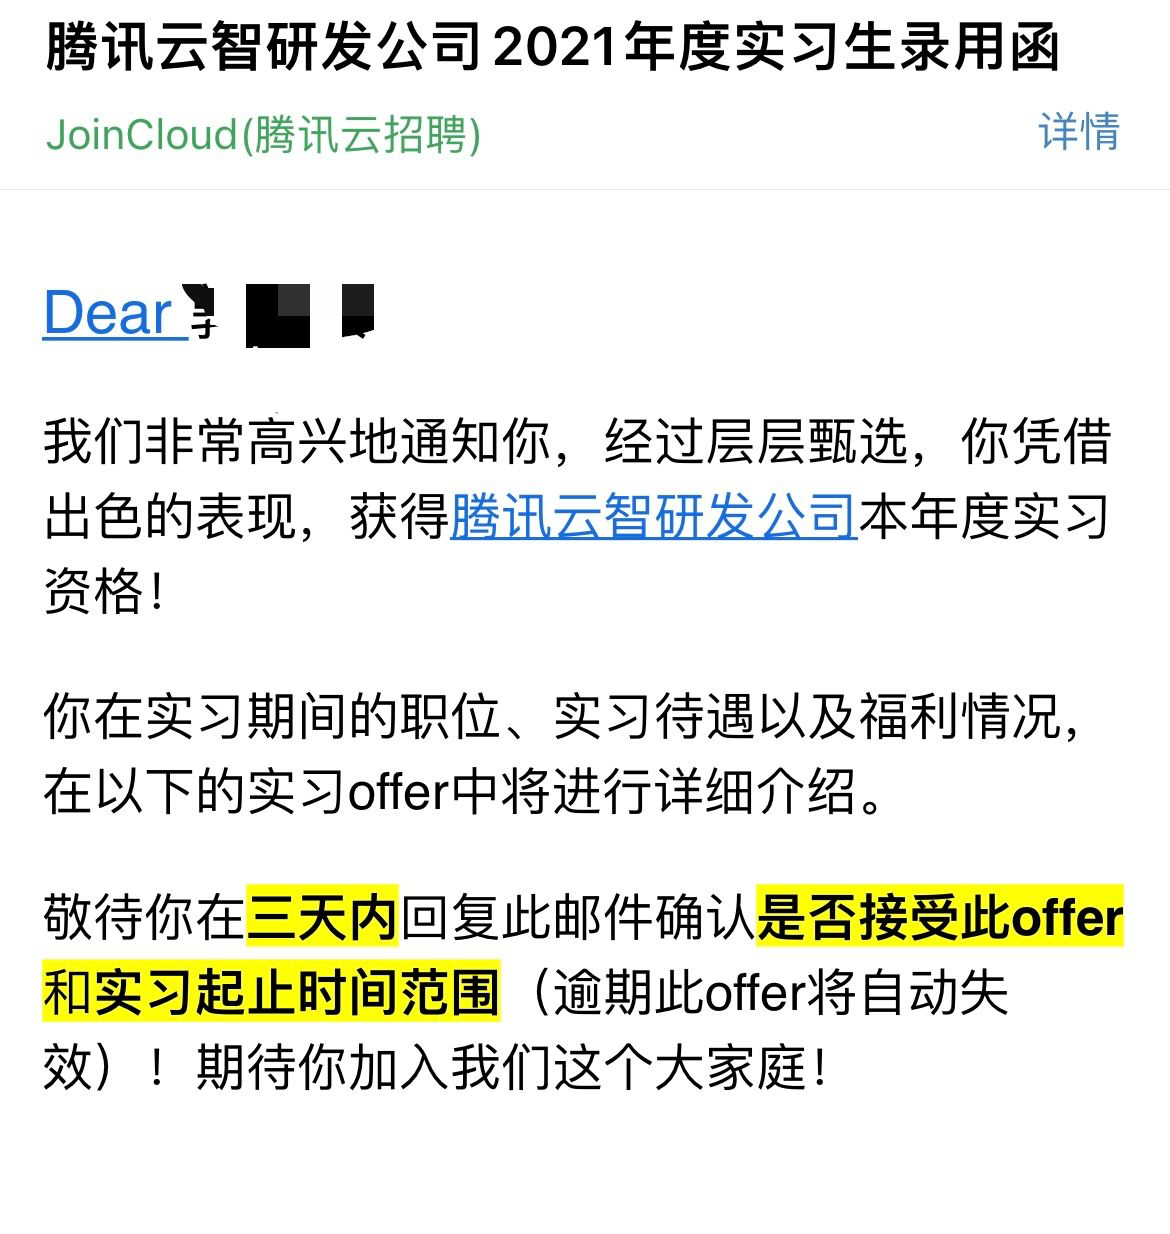 腾讯云智研发公司2021年度实习生录用函
JoinCloud(腾讯云招聘)
详情
Dear
我们非常高兴地通知你，经过层层甄选，你凭借
出色的表现，获得腾讯云智研发公司本年度实习
资格！
你在实习期间的职位、实习待遇以及福利情况，
在以下的实习offer中将进行详细介绍。
敬待你在三天内回复此邮件确认是否接受此offer
和实习起止时间范围（逾期此offer将自动失
效）！期待你加入我们这个大家庭！